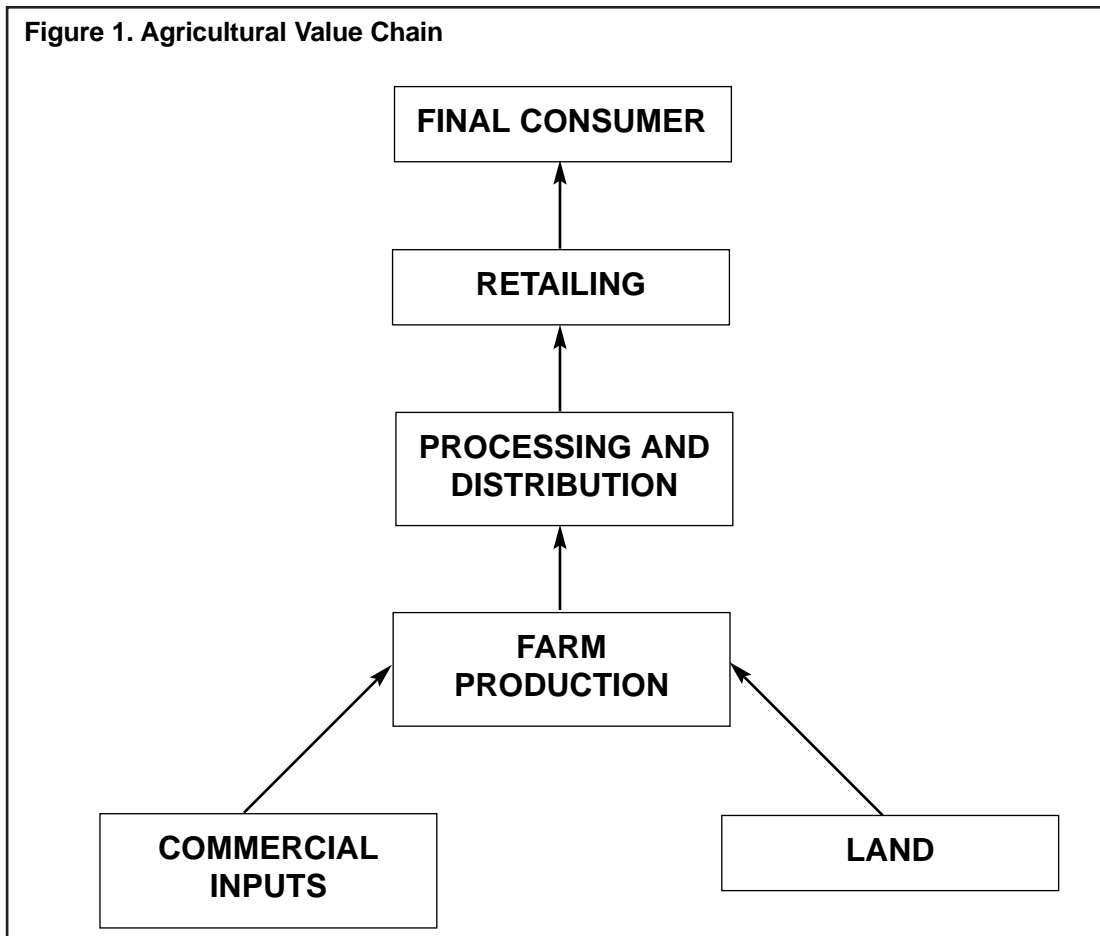 Figure 1. Agricultural Value Chain
FINAL CONSUMER
RETAILING
PROCESSING AND
DISTRIBUTION
FARM
PRODUCTION
COMMERCIAL
INPUTS
LAND